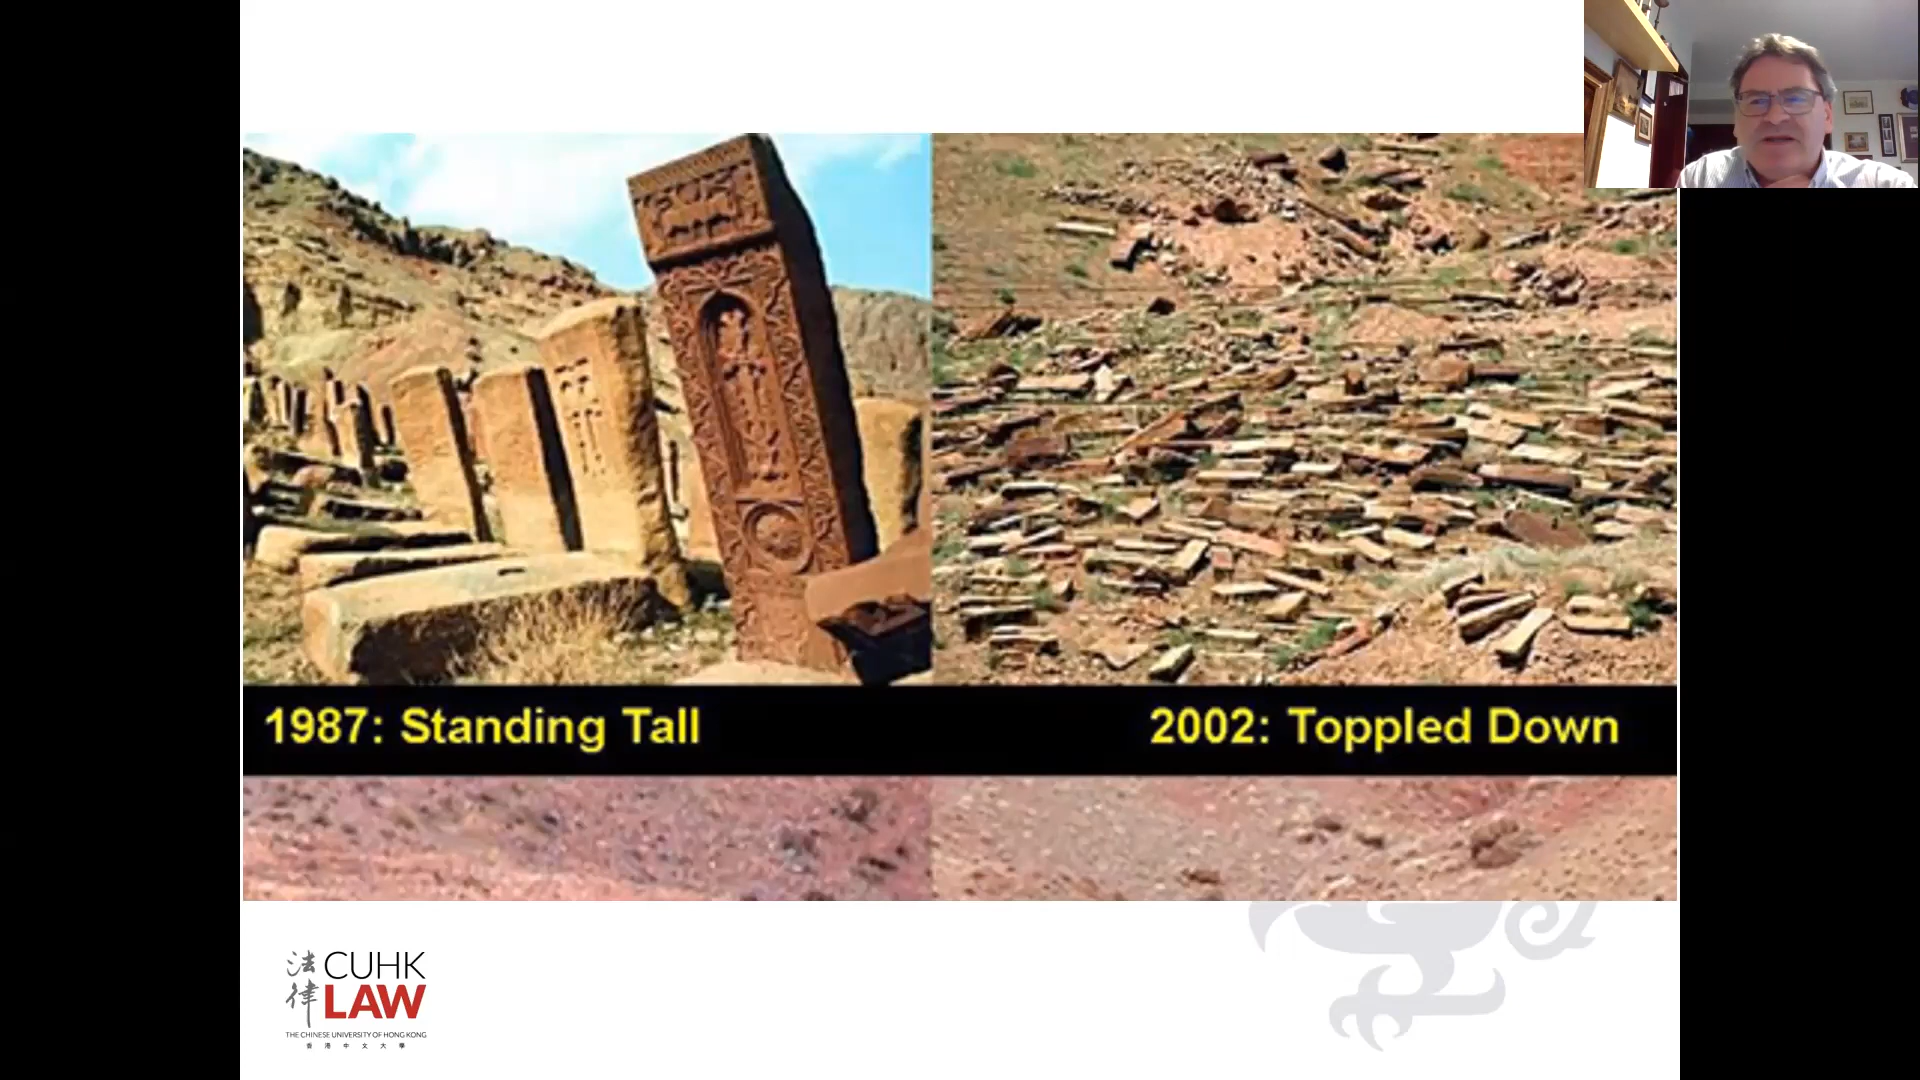 1987: Standing Tall
2002: Toppled Down
法律
CUHK
LAW
THE CHINESE UNIVERSITY OF HONG KONG
香港中文大學